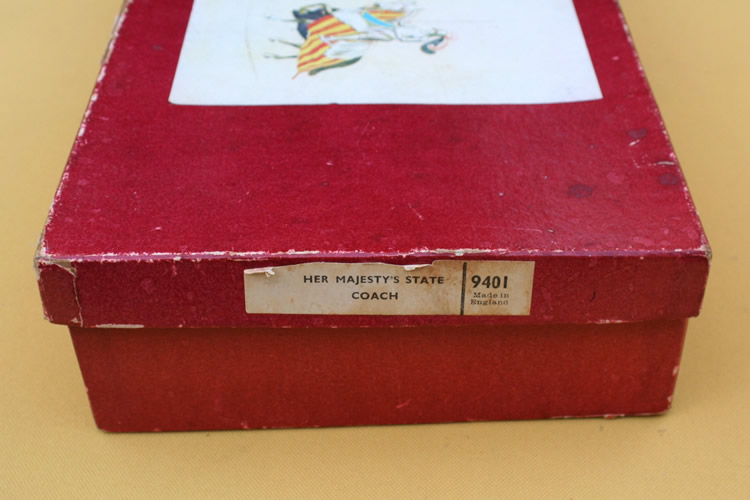 HER MAJESTY'S STATE
COACH
9401
Made in
England